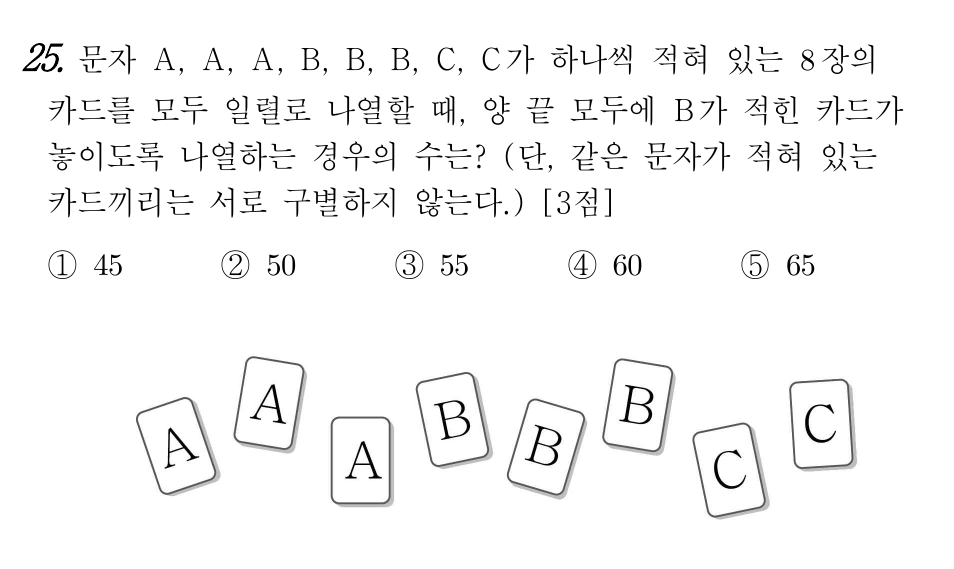 25. 문자 A, A, A, B, B, B, C, C가 하나씩 적혀 있는 8장의
카드를 모두 일렬로 나열할 때, 양 끝 모두에 B가 적힌 카드가
놓이도록 나열하는 경우의 수는? (단, 같은 문자가 적혀 있는
카드끼리는 서로 구별하지 않는다.) [3점]
① 45 ② 50 ③ 55 ④ 60 ⑤ 65
A A A B B B C C